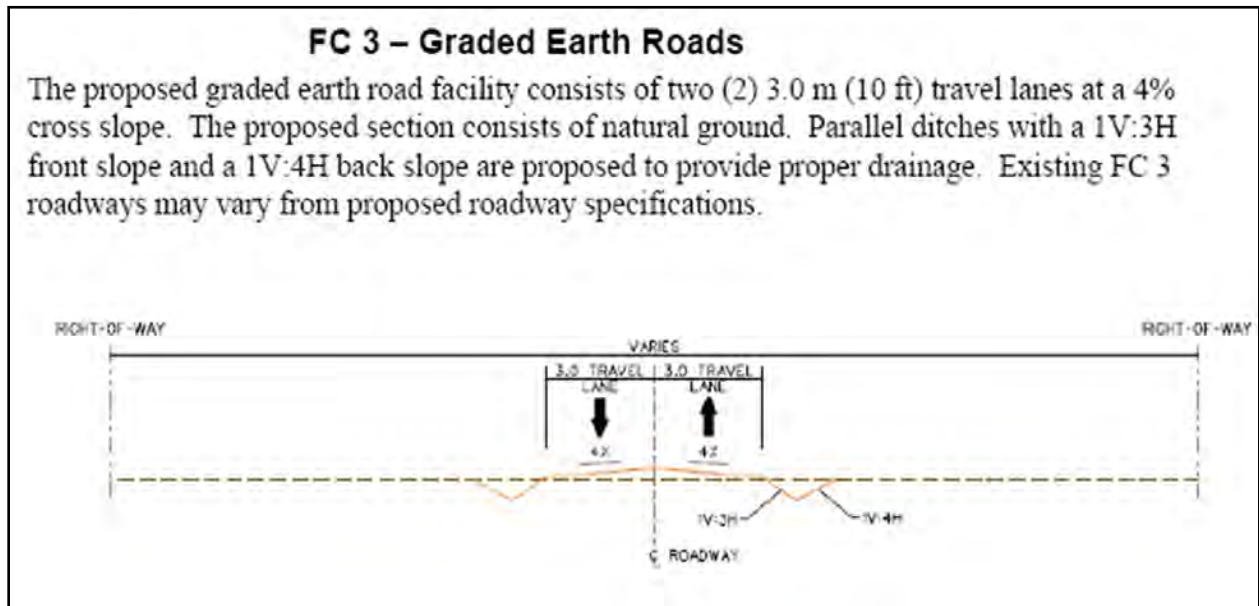 FC 3 – Graded Earth Roads
The proposed graded earth road facility consists of two (2) 3.0 m (10 ft) travel lanes at a 4%
cross slope. The proposed section consists of natural ground. Parallel ditches with a 1V:3H
front slope and a 1V:4H back slope are proposed to provide proper drainage. Existing FC 3
roadways may vary from proposed roadway specifications.
RIGHT-OF-WAY
RIGHT-OF-WAY
VARIES
3.0 TRAVEL
LANE
3.0 TRAVEL
LANE
4%
4%
1V:3H
1V:4H
℄ ROADWAY